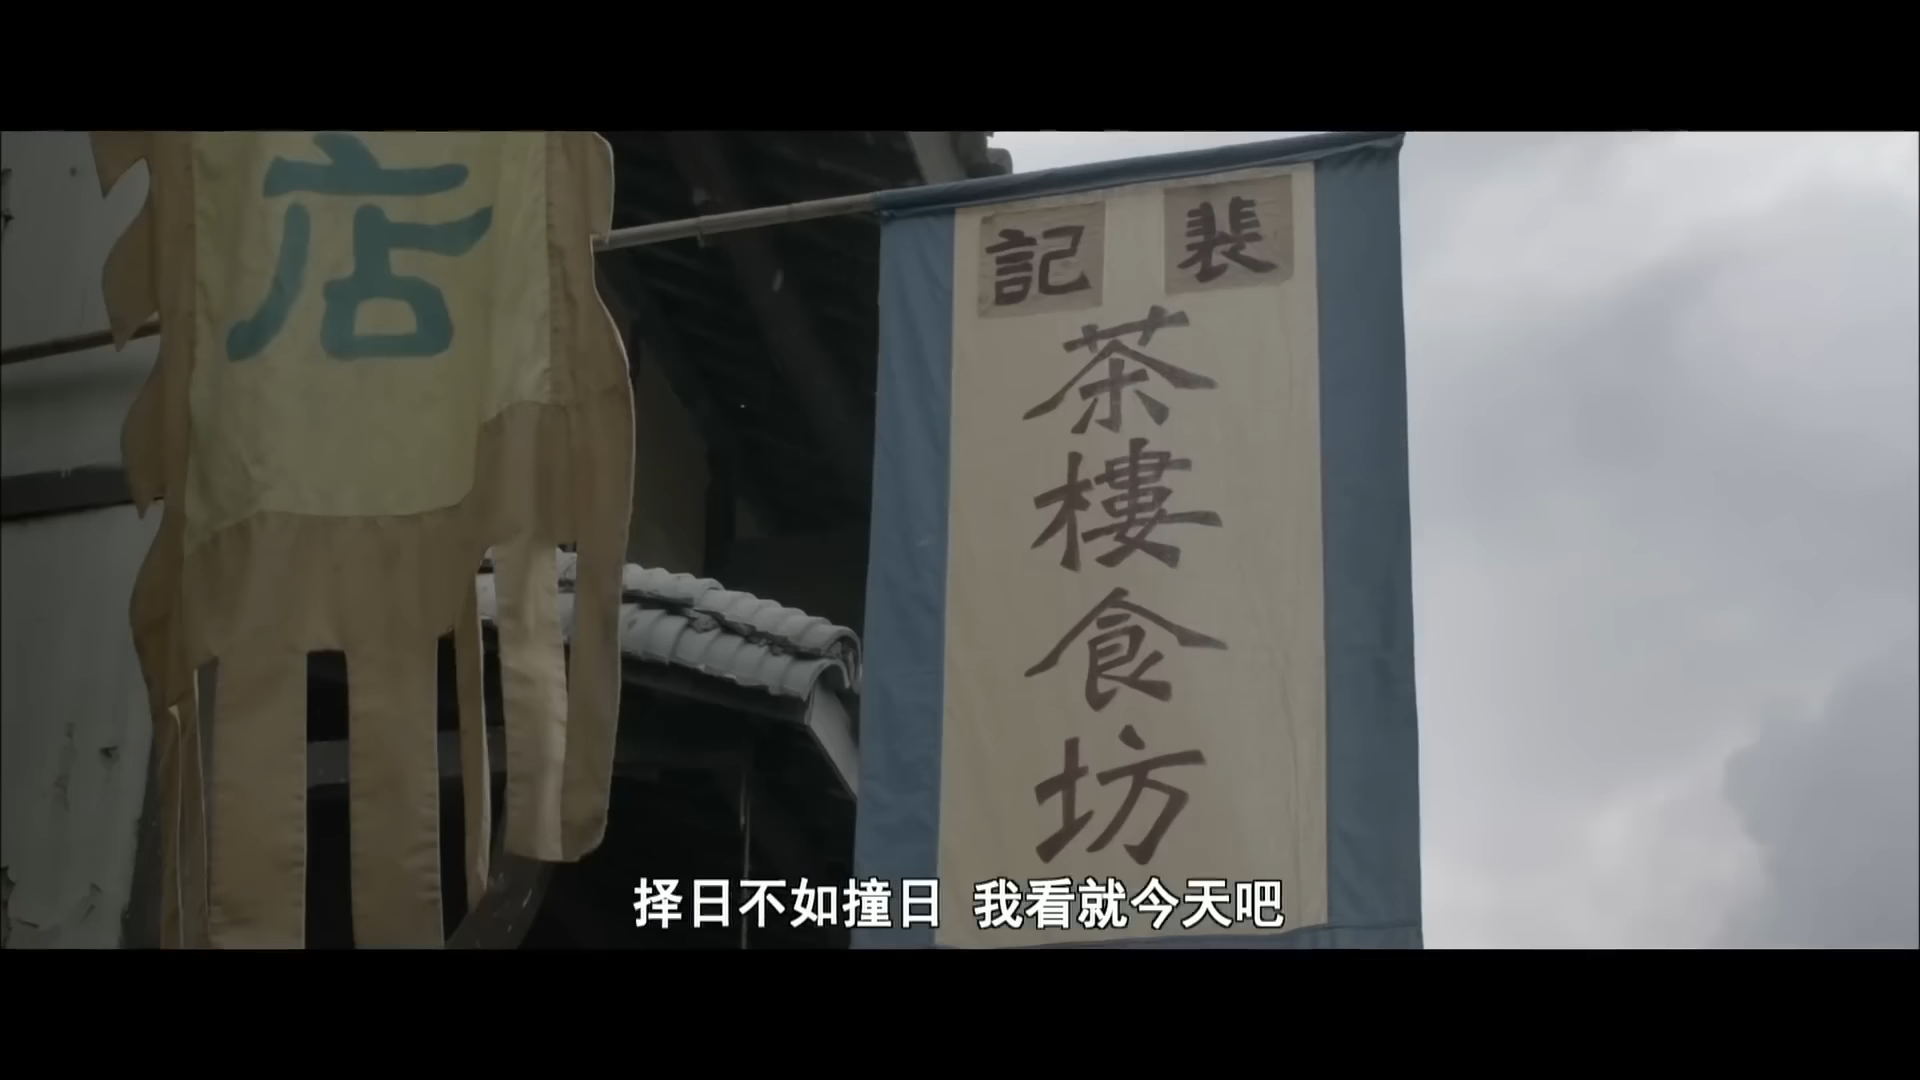 店
裴記
茶樓食坊
择日不如撞日 我看就今天吧